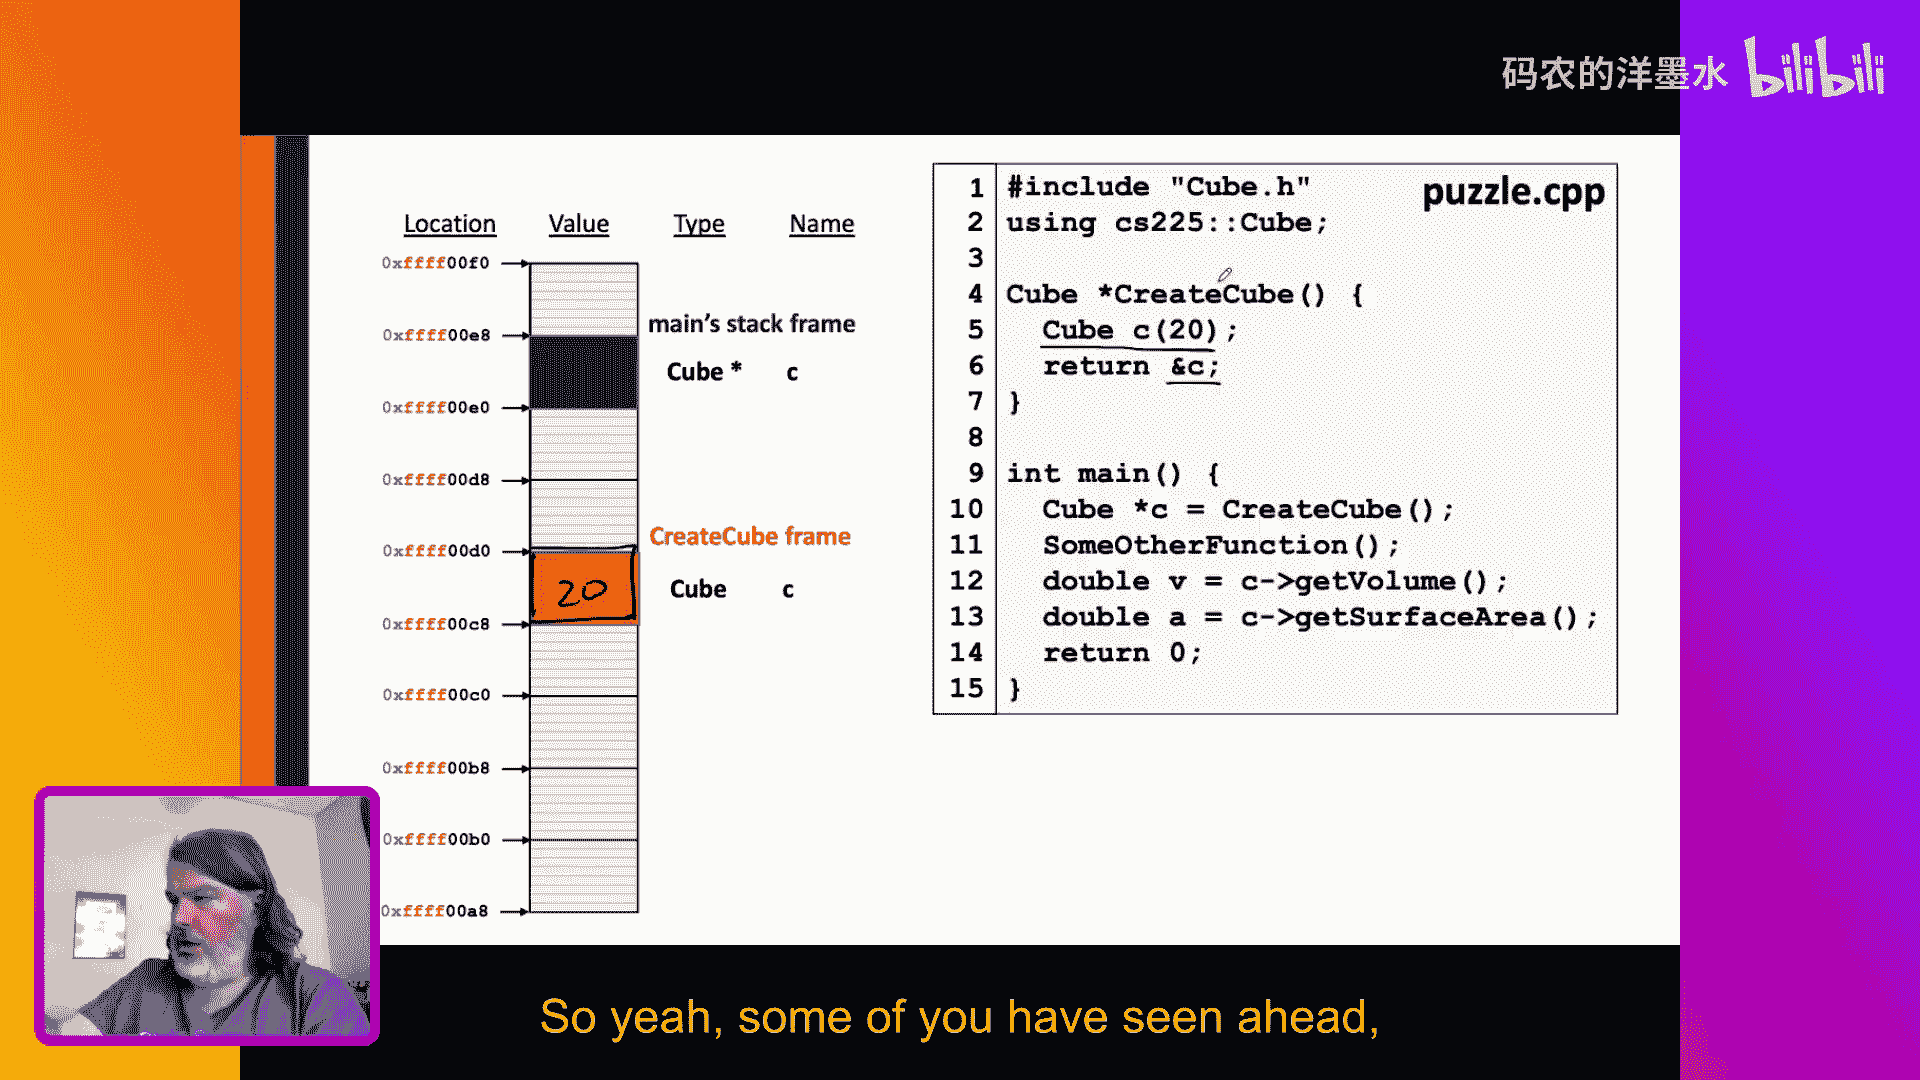 码农的洋墨水 bilibili
Location Value Type Name
0xffff00f0
main's stack frame
0xffff00e8
Cube * c
0xffff00e0
0xffff00d8
CreateCube frame
0xffff00d0
20 Cube c
0xffff00c8
0xffff00c0
0xffff00b8
0xffff00b0
0xffff00a8
puzzle.cpp
1 #include "Cube.h"
2 using cs225::Cube;
3
4 Cube *CreateCube() {
5 Cube c(20);
6 return &c;
7 }
8
9 int main() {
10 Cube *c = CreateCube();
11 SomeOtherFunction();
12 double v = c->getVolume();
13 double a = c->getSurfaceArea();
14 return 0;
15 }
So yeah, some of you have seen ahead,